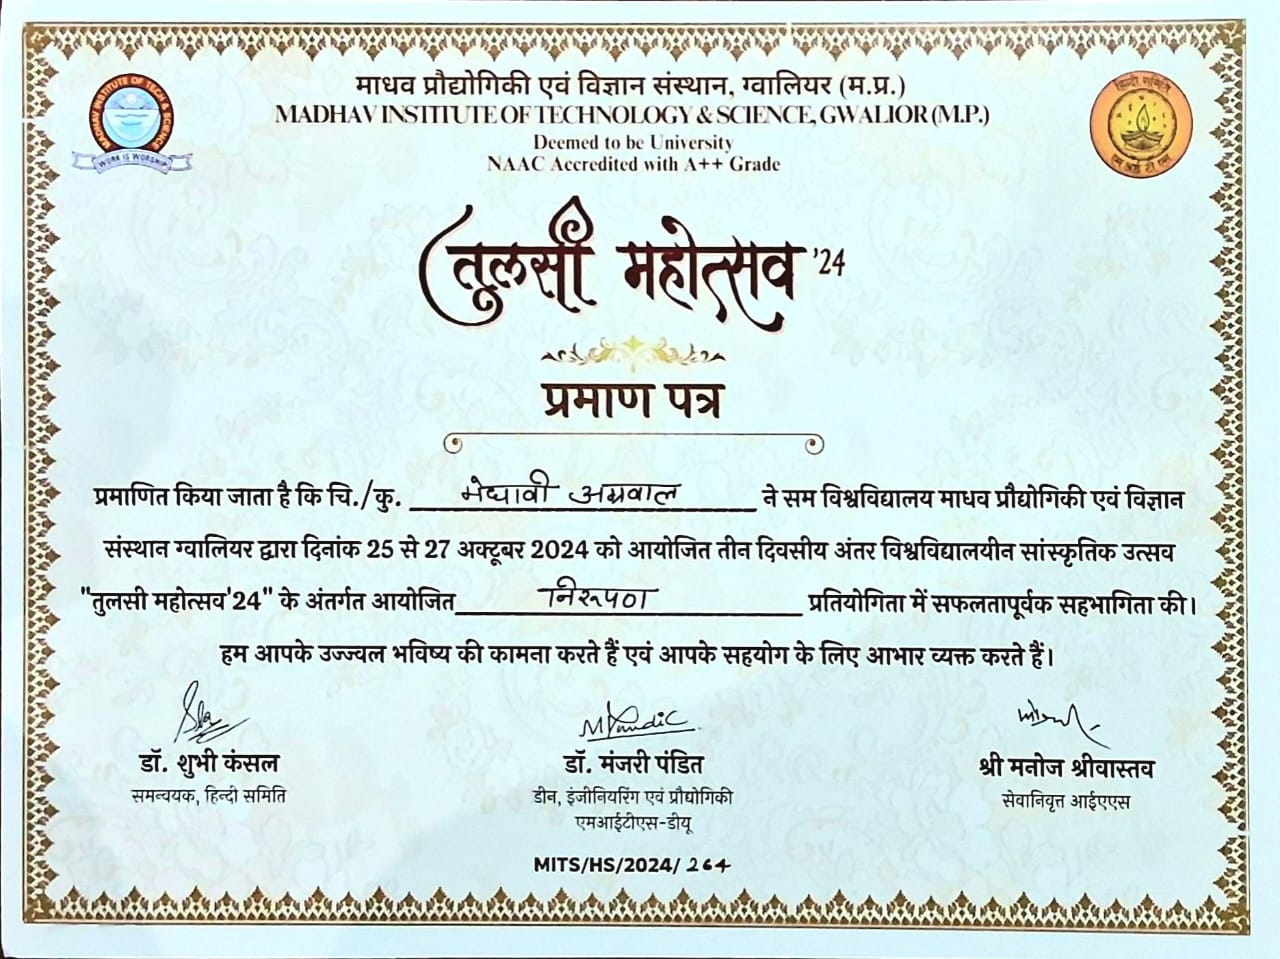 माधव प्रौद्योगिकी एवं विज्ञान संस्थान, ग्वालियर (म.प्र.)
MADHAV INSTITUTE OF TECHNOLOGY & SCIENCE, GWALIOR (M.P.)
Deemed to be University
NAAC Accredited with A++ Grade
MADHAV INSTITUTE OF TECH & SCIENCE
WORK IS WORSHIP
हिन्दी समिति
एम आई टी एस
तुलसी महोत्सव '24
प्रमाण पत्र
प्रमाणित किया जाता है कि चि./कु. मेघावी अग्रवाल ने सम विश्वविद्यालय माधव प्रौद्योगिकी एवं विज्ञान
संस्थान ग्वालियर द्वारा दिनांक 25 से 27 अक्टूबर 2024 को आयोजित तीन दिवसीय अंतर विश्वविद्यालयीन सांस्कृतिक उत्सव
"तुलसी महोत्सव'24" के अंतर्गत आयोजित निरूपण प्रतियोगिता में सफलतापूर्वक सहभागिता की।
हम आपके उज्ज्वल भविष्य की कामना करते हैं एवं आपके सहयोग के लिए आभार व्यक्त करते हैं।
MPandit
डॉ. शुभी कंसल
समन्वयक, हिन्दी समिति
डॉ. मंजरी पंडित
डीन, इंजीनियरिंग एवं प्रौद्योगिकी
एमआईटीएस-डीयू
श्री मनोज श्रीवास्तव
सेवानिवृत्त आईएएस
MITS/HS/2024/ 264